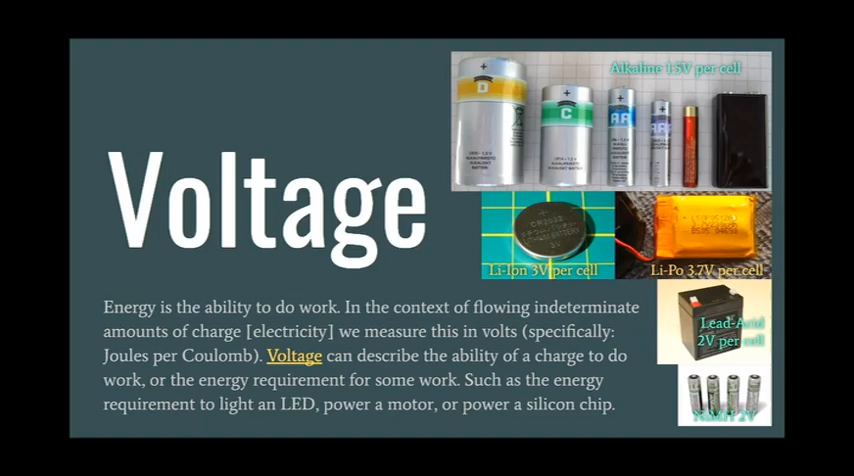 Voltage
Energy is the ability to do work. In the context of flowing indeterminate
amounts of charge [electricity] we measure this in volts (specifically:
Joules per Coulomb). Voltage can describe the ability of a charge to do
work, or the energy requirement for some work. Such as the energy
requirement to light an LED, power a motor, or power a silicon chip.
Alkaline 1.5V per cell
+ + + +
D C AA AAA
CR2032
3V
Li-Ion 3V per cell
Li-Po 3.7V per cell
Lead-Acid
2V per cell
NiMH 2V